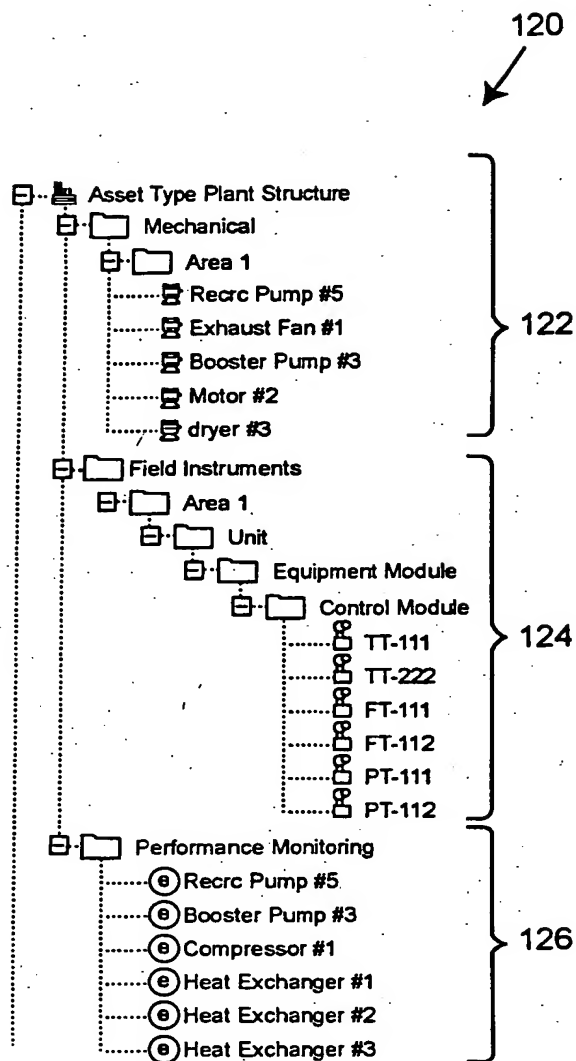 120
Asset Type Plant Structure
Mechanical
Area 1
Recrc Pump #5
Exhaust Fan #1
Booster Pump #3
Motor #2
dryer #3
122
Field Instruments
Area 1
Unit
Equipment Module
Control Module
TT-111
TT-222
FT-111
FT-112
PT-111
PT-112
124
Performance Monitoring
e Recrc Pump #5
e Booster Pump #3
e Compressor #1
e Heat Exchanger #1
e Heat Exchanger #2
e Heat Exchanger #3
126